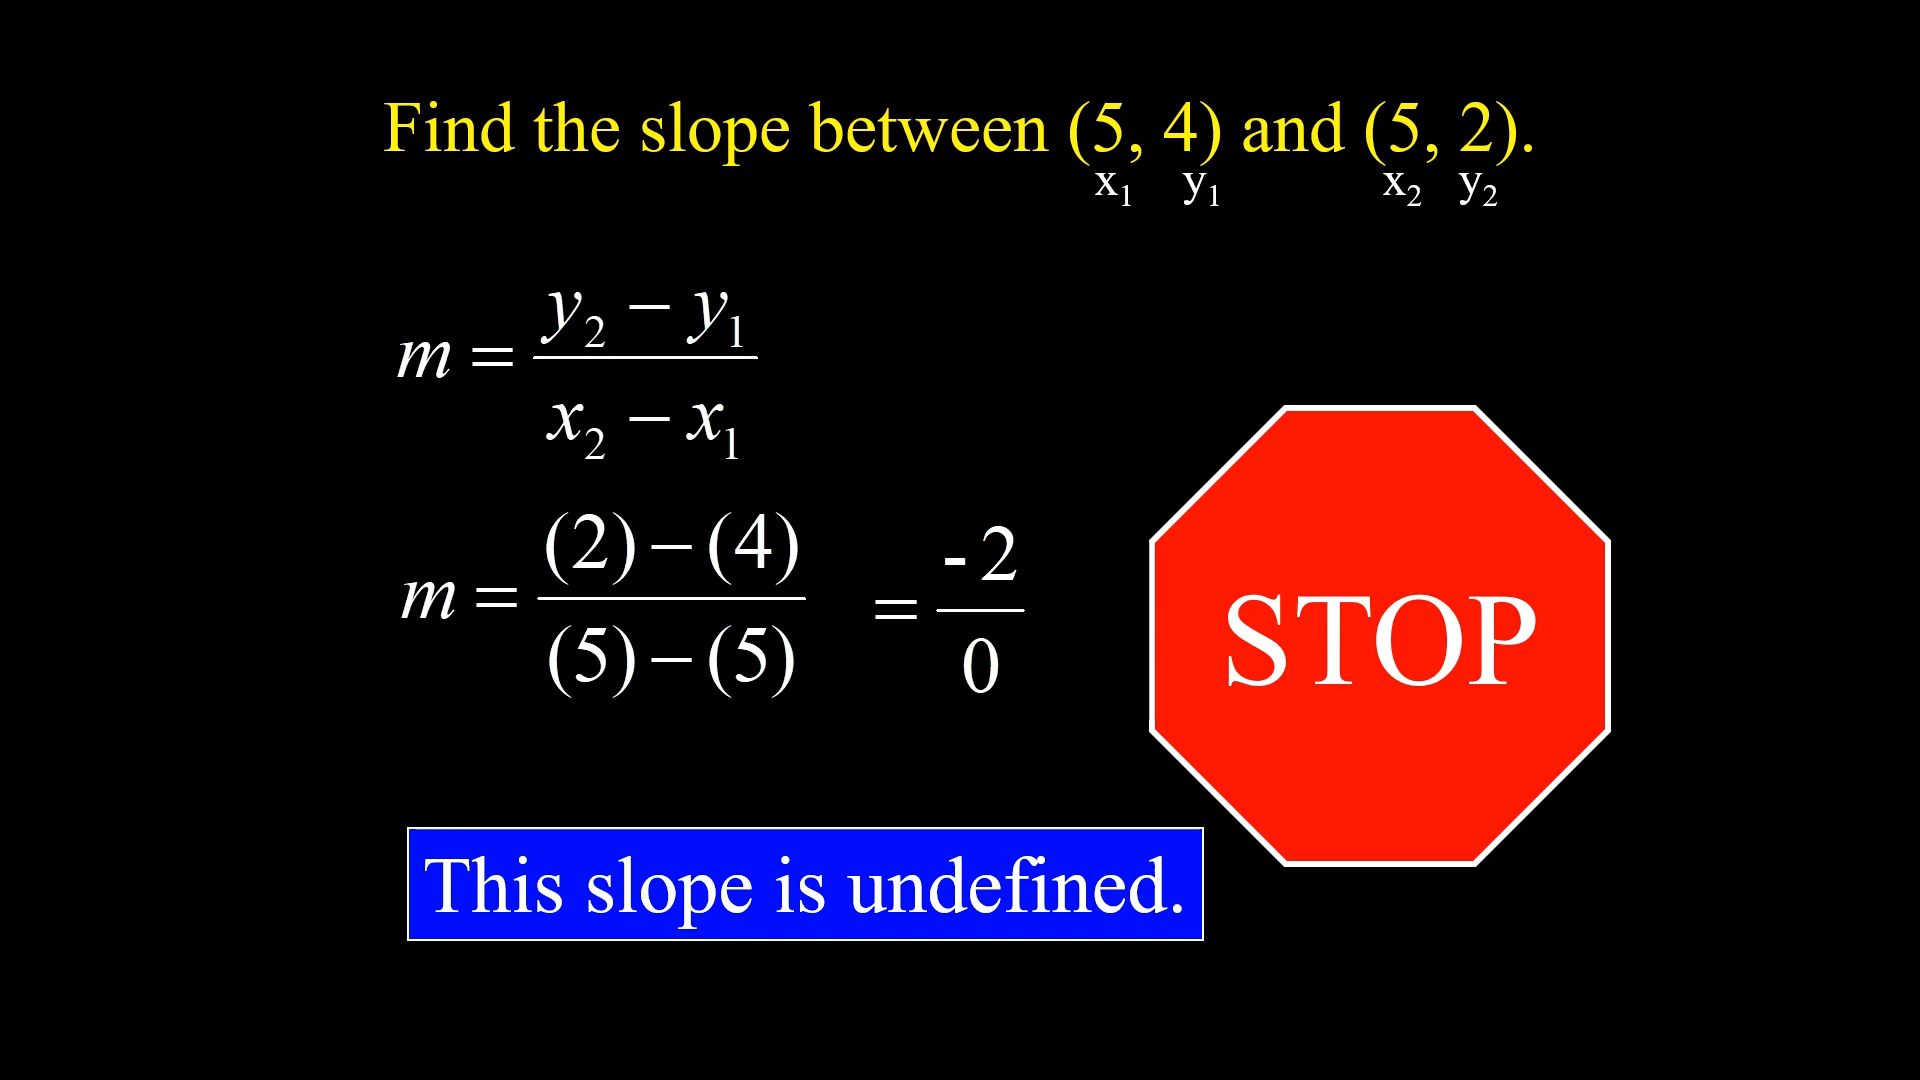 Find the slope between (5, 4) and (5, 2).
x₁ y₁ x₂ y₂
m = (y₂ − y₁) / (x₂ − x₁)
m = ((2) − (4)) / ((5) − (5)) = -2 / 0
STOP
This slope is undefined.